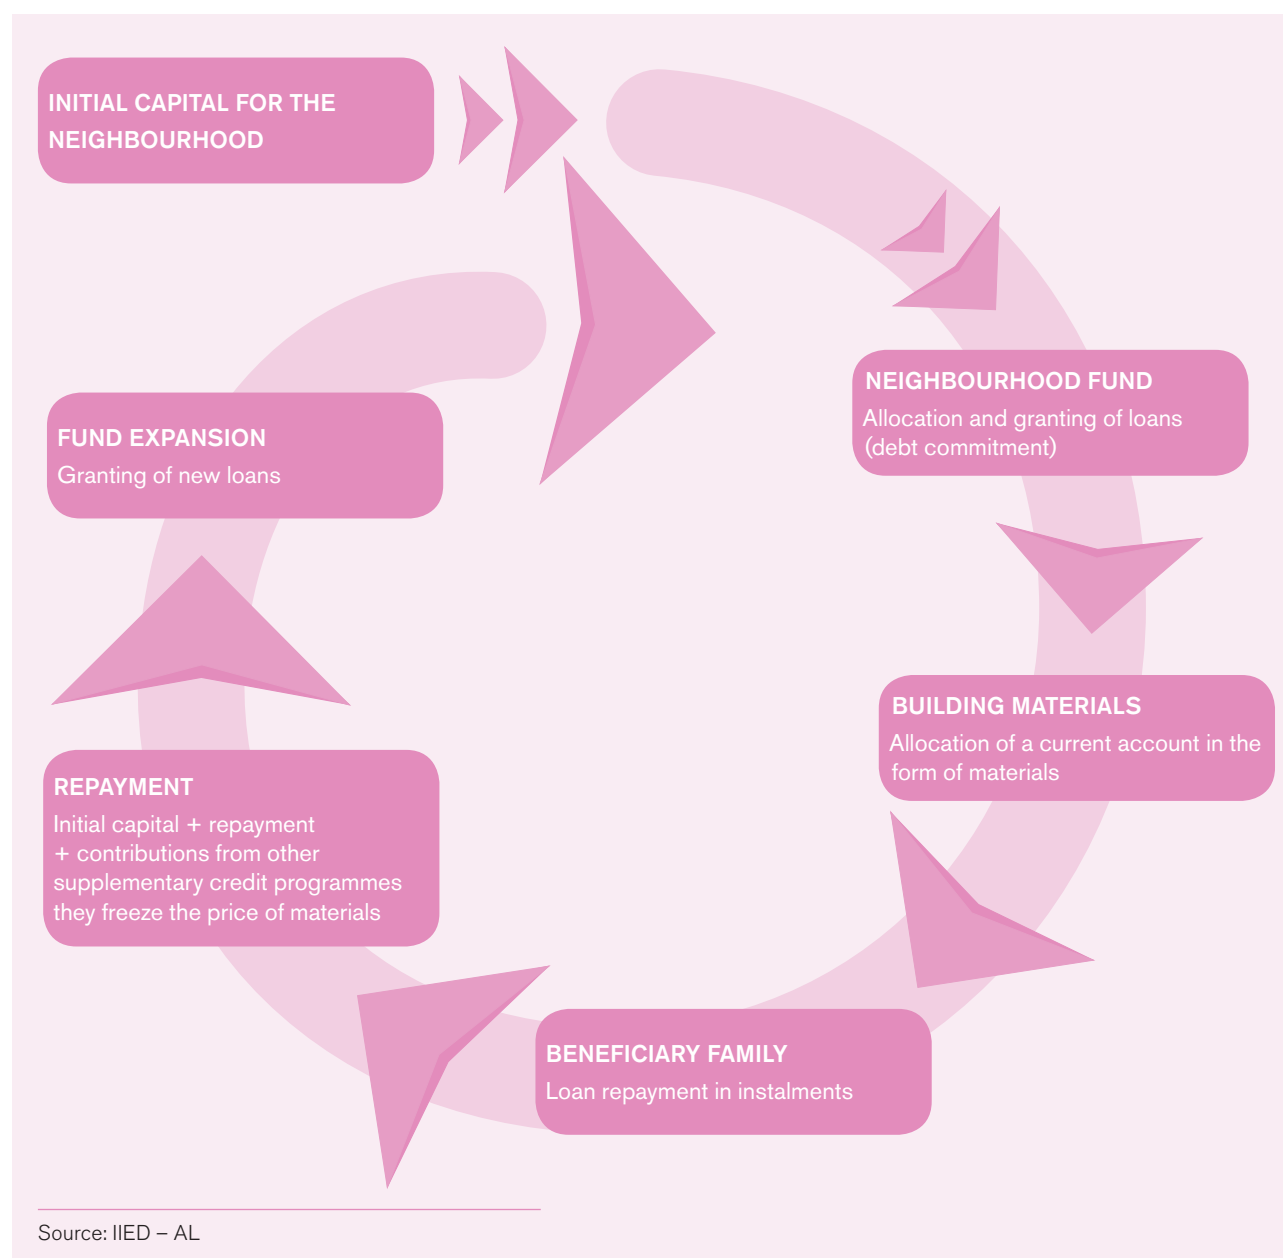 INITIAL CAPITAL FOR THE
NEIGHBOURHOOD
NEIGHBOURHOOD FUND
Allocation and granting of loans
(debt commitment)
BUILDING MATERIALS
Allocation of a current account in the
form of materials
BENEFICIARY FAMILY
Loan repayment in instalments
REPAYMENT
Initial capital + repayment
+ contributions from other
supplementary credit programmes
they freeze the price of materials
FUND EXPANSION
Granting of new loans
Source: IIED – AL